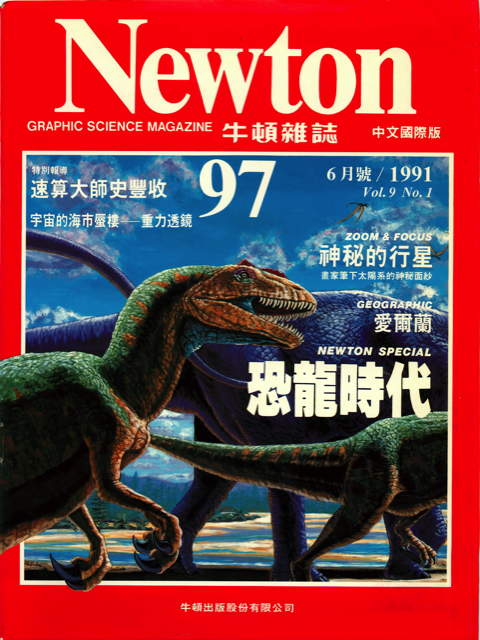 Newton
GRAPHIC SCIENCE MAGAZINE 牛頓雜誌 中文國際版
特別報導
速算大師史豐收
宇宙的海市蜃樓──重力透鏡
97
6月號/1991
Vol.9 No.1
ZOOM & FOCUS
神秘的行星
畫家筆下太陽系的神秘面紗
GEOGRAPHIC
愛爾蘭
NEWTON SPECIAL
恐龍時代
牛頓出版股份有限公司